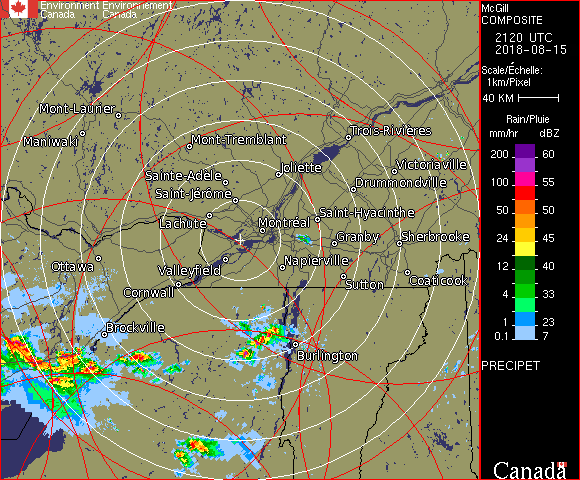 Environment Environnement
Canada Canada
McGill
COMPOSITE
2120 UTC
2018-08-15
Scale/Échelle:
1km/Pixel
40 KM
Rain/Pluie
mm/hr dBZ
200 60
55
100 55
50 50
24 45
12 40
4 33
1 23
0.1 7
PRECIPET
Canada
Mont-Laurier
Maniwaki
Mont-Tremblant
Trois-Rivières
Sainte-Adèle
Joliette
Victoriaville
Saint-Jérôme
Drummondville
Lachute
Montréal
Saint-Hyacinthe
Granby
Sherbrooke
Ottawa
Valleyfield
Napierville
Cornwall
Sutton
Coaticook
Brockville
Burlington